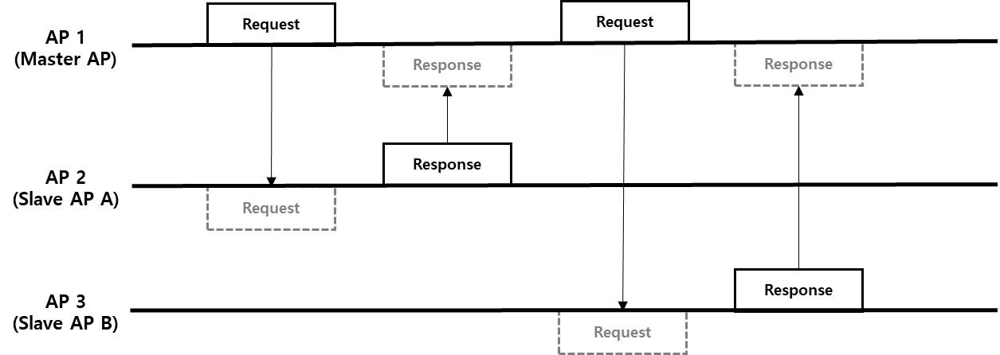 Request
Request
AP 1
(Master AP)
Response
Response
Response
AP 2
(Slave AP A)
Request
Response
AP 3
(Slave AP B)
Request